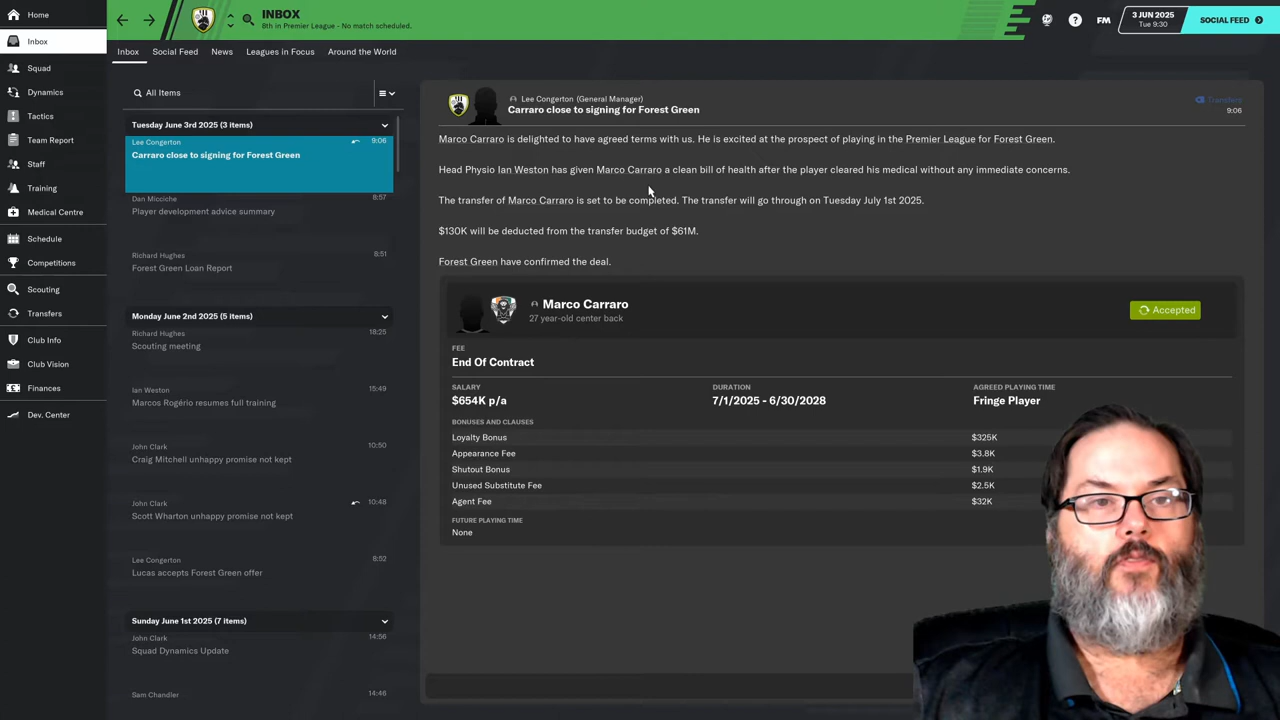 Home
INBOX
8th in Premier League - No match scheduled.
FM
3 JUN 2025
Tue 9:30
SOCIAL FEED
Inbox
Squad
Dynamics
Tactics
Team Report
Staff
Training
Medical Centre
Schedule
Competitions
Scouting
Transfers
Club Info
Club Vision
Finances
Dev. Center
Inbox
Social Feed
News
Leagues in Focus
Around the World
All Items
Tuesday June 3rd 2025 (3 items)
Lee Congerton 9:06
Carraro close to signing for Forest Green
Dan Micciche 8:57
Player development advice summary
Richard Hughes 8:51
Forest Green Loan Report
Monday June 2nd 2025 (5 items)
Richard Hughes 18:25
Scouting meeting
Ian Weston 15:49
Marcos Rogério resumes full training
John Clark 10:50
Craig Mitchell unhappy promise not kept
John Clark 10:48
Scott Wharton unhappy promise not kept
Lee Congerton 8:52
Lucas accepts Forest Green offer
Sunday June 1st 2025 (7 items)
John Clark 14:56
Squad Dynamics Update
Sam Chandler 14:46
Lee Congerton (General Manager)
Carraro close to signing for Forest Green
Transfers
9:06
Marco Carraro is delighted to have agreed terms with us. He is excited at the prospect of playing in the Premier League for Forest Green.
Head Physio Ian Weston has given Marco Carraro a clean bill of health after the player cleared his medical without any immediate concerns.
The transfer of Marco Carraro is set to be completed. The transfer will go through on Tuesday July 1st 2025.
$130K will be deducted from the transfer budget of $61M.
Forest Green have confirmed the deal.
Marco Carraro
27 year-old center back
Accepted
FEE
End Of Contract
SALARY DURATION AGREED PLAYING TIME
$654K p/a 7/1/2025 - 6/30/2028 Fringe Player
BONUSES AND CLAUSES
Loyalty Bonus $325K
Appearance Fee $3.8K
Shutout Bonus $1.9K
Unused Substitute Fee $2.5K
Agent Fee $32K
FUTURE PLAYING TIME
None